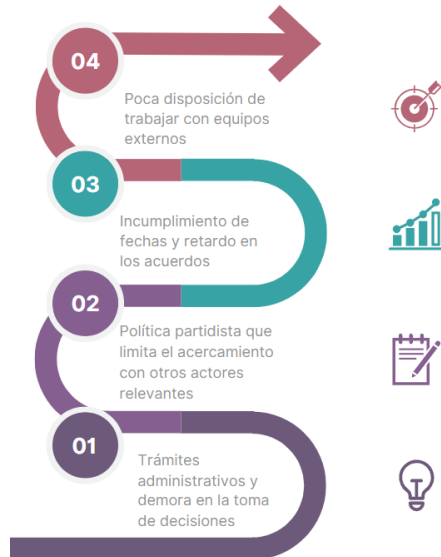 04
Poca disposición de
trabajar con equipos
externos
03
Incumplimiento de
fechas y retardo en
los acuerdos
02
Política partidista que
limita el acercamiento
con otros actores
relevantes
01
Trámites
administrativos y
demora en la toma
de decisiones